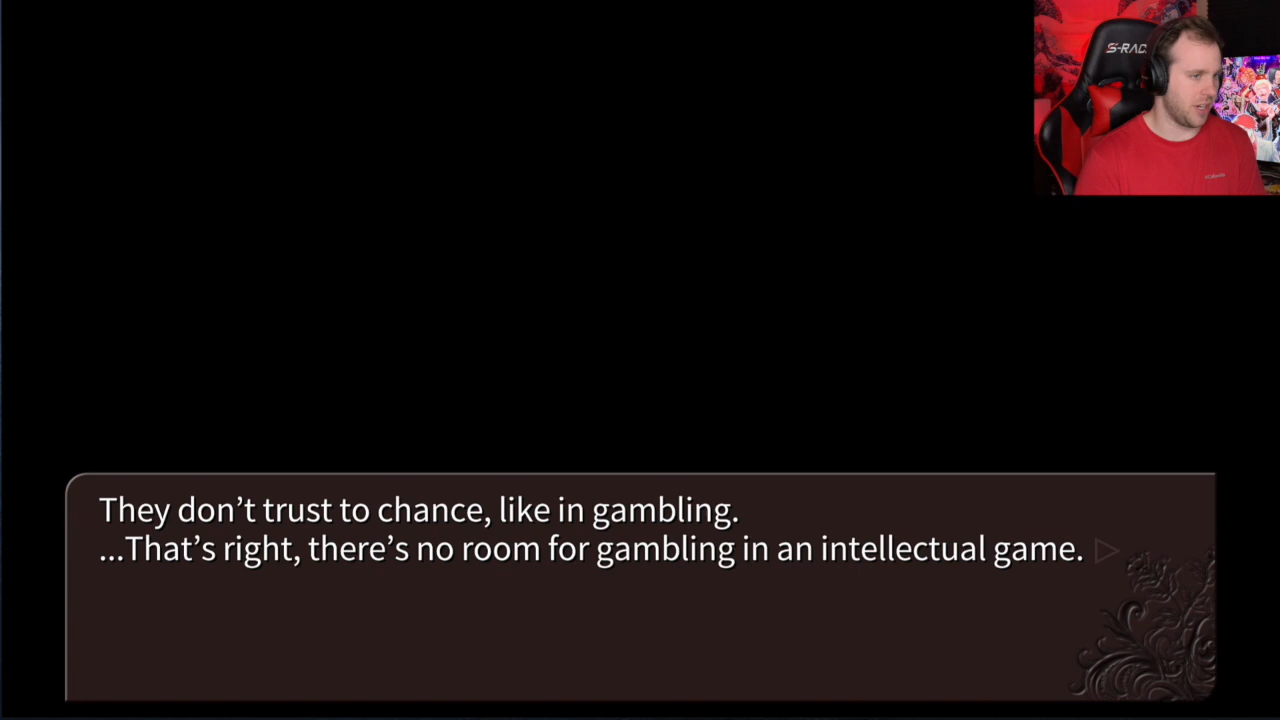 S-RAC
They don't trust to chance, like in gambling.
...That's right, there's no room for gambling in an intellectual game.